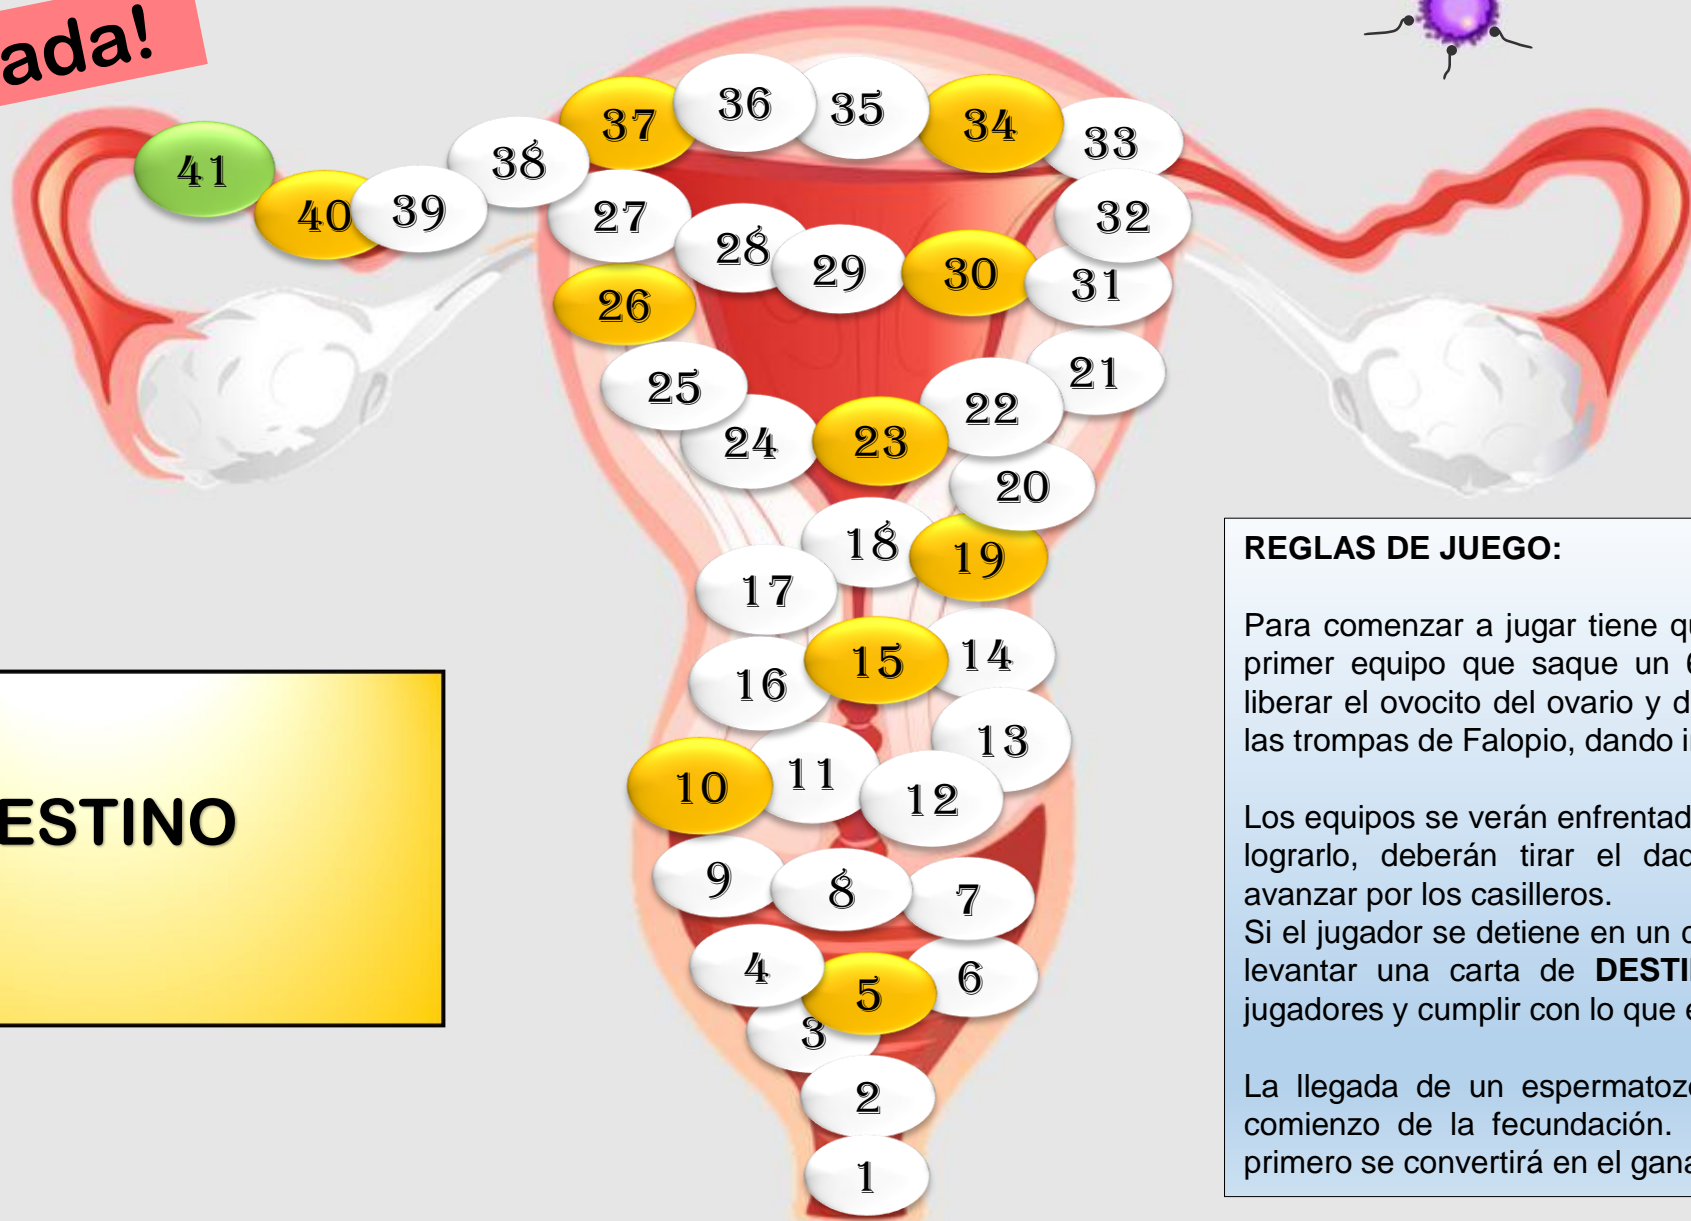 ada!
36
35
37
34
33
38
41
40
39
27
32
28
29
30
31
26
25
21
22
24
23
20
18
19
17
15
14
16
13
10
11
12
9
8
7
4
5
6
3
2
1
ESTINO
REGLAS DE JUEGO:
Para comenzar a jugar tiene
primer equipo que saque un
liberar el ovocito del ovario y
las trompas de Falopio, dando
Los equipos se verán
lograrlo, deberán tirar el
avanzar por los casilleros.
Si el jugador se detiene en un
levantar una carta de
jugadores y cumplir con lo que
La llegada de un
comienzo de la fecundación.
primero se convertirá en el